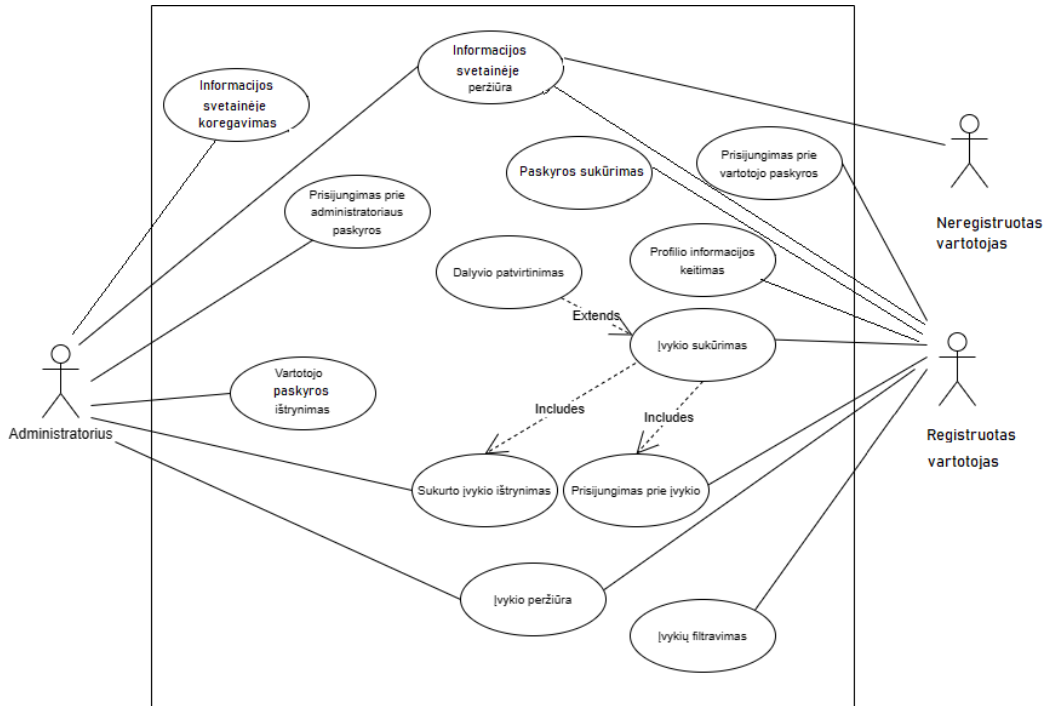 Informacijos
svetainėje
peržiūra
Informacijos
svetainėje
koregavimas
Paskyros sukūrimas
Prisijungimas prie
vartotojo paskyros
Prisijungimas prie
administratoriaus
paskyros
Neregistruotas
vartotojas
Dalyvio patvirtinimas
Profilio informacijos
keitimas
Extends
Įvykio sukūrimas
Vartotojo
paskyros
ištrynimas
Includes
Includes
Administratorius
Registruotas
vartotojas
Sukurto įvykio ištrynimas
Prisijungimas prie įvykio
Įvykio peržiūra
Įvykių filtravimas